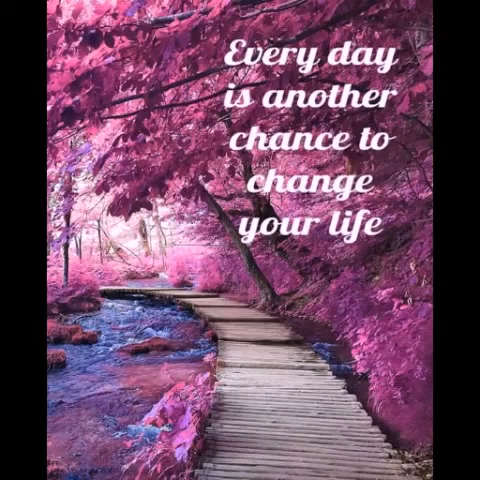 Every day
is another
chance to
change
your life